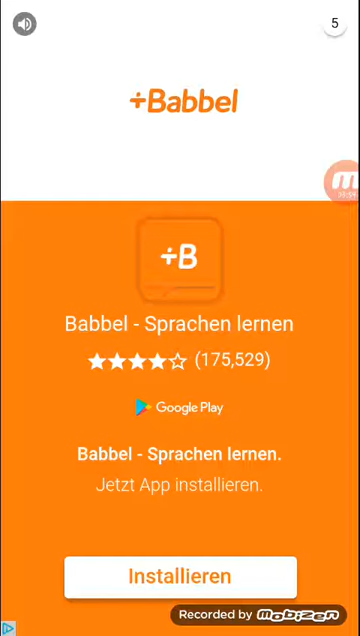 5
+Babbel
+B
Babbel - Sprachen lernen
(175,529)
Google Play
Babbel - Sprachen lernen.
Jetzt App installieren.
Installieren
Recorded by mobizen